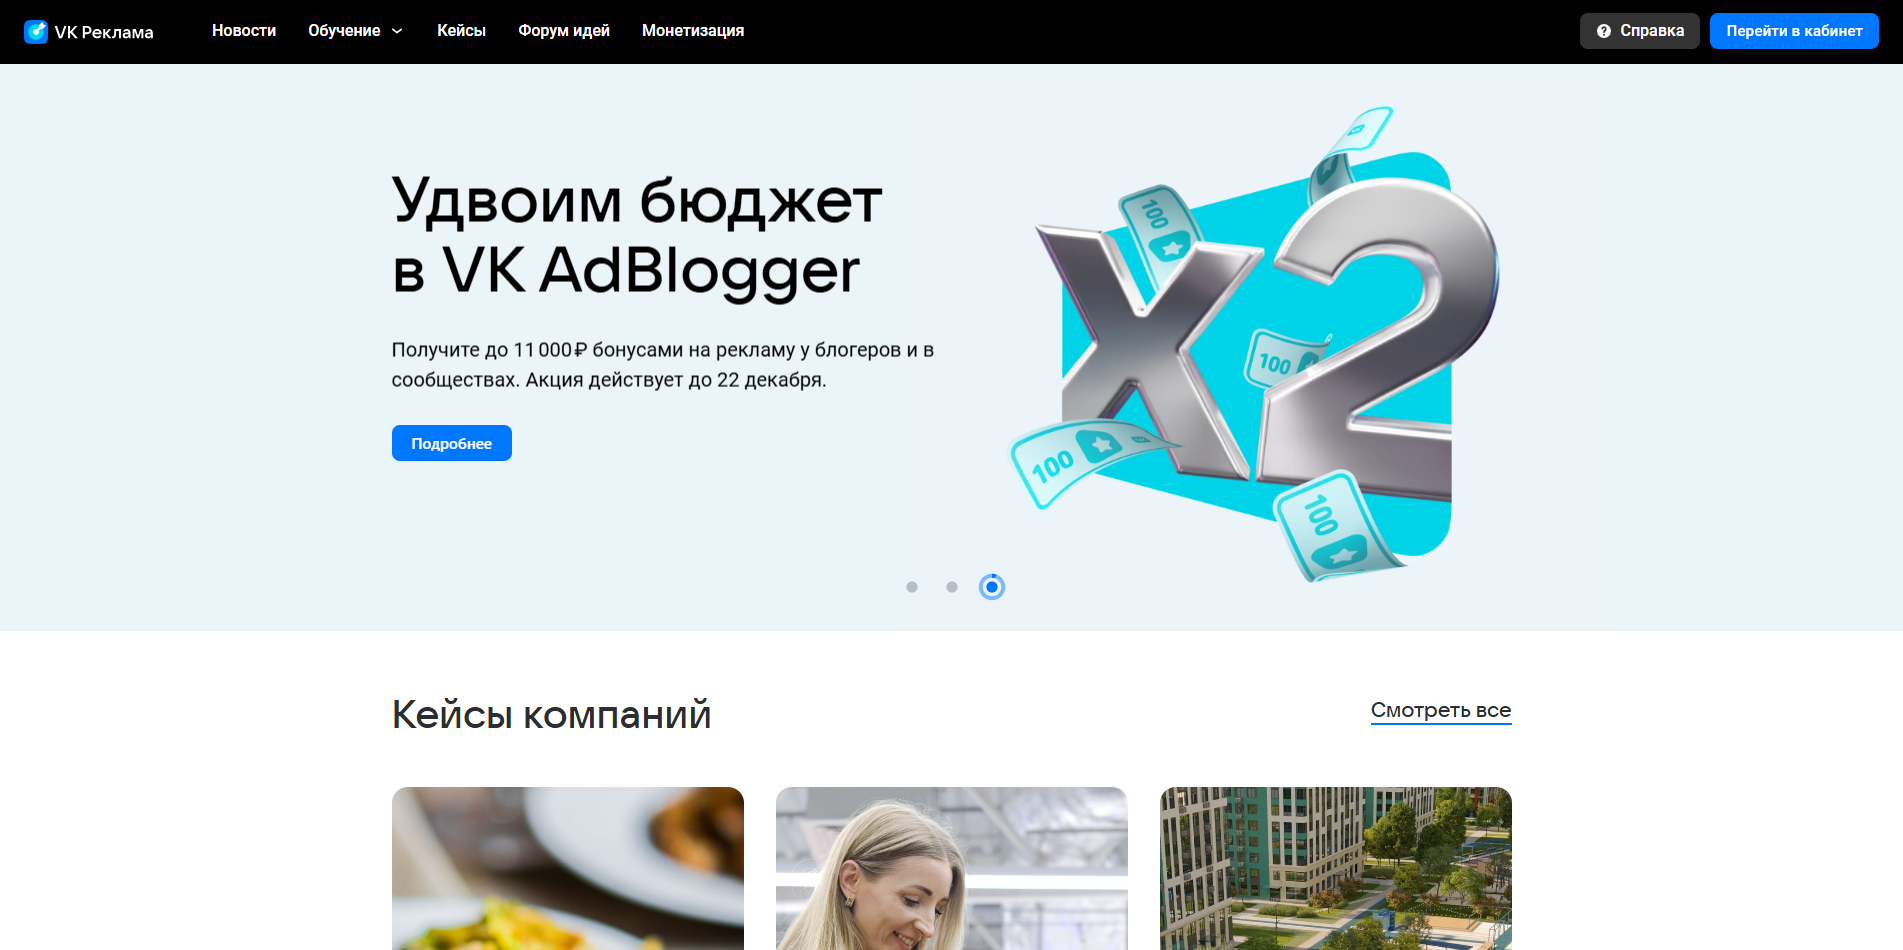 VK Реклама
Новости
Обучение
Кейсы
Форум идей
Монетизация
Справка
Перейти в кабинет
Удвоим бюджет
в VK AdBlogger
Получите до 11 000 ₽ бонусами на рекламу у блогеров и в
сообществах. Акция действует до 22 декабря.
Подробнее
100
x2
100
100
100
Кейсы компаний
Смотреть все